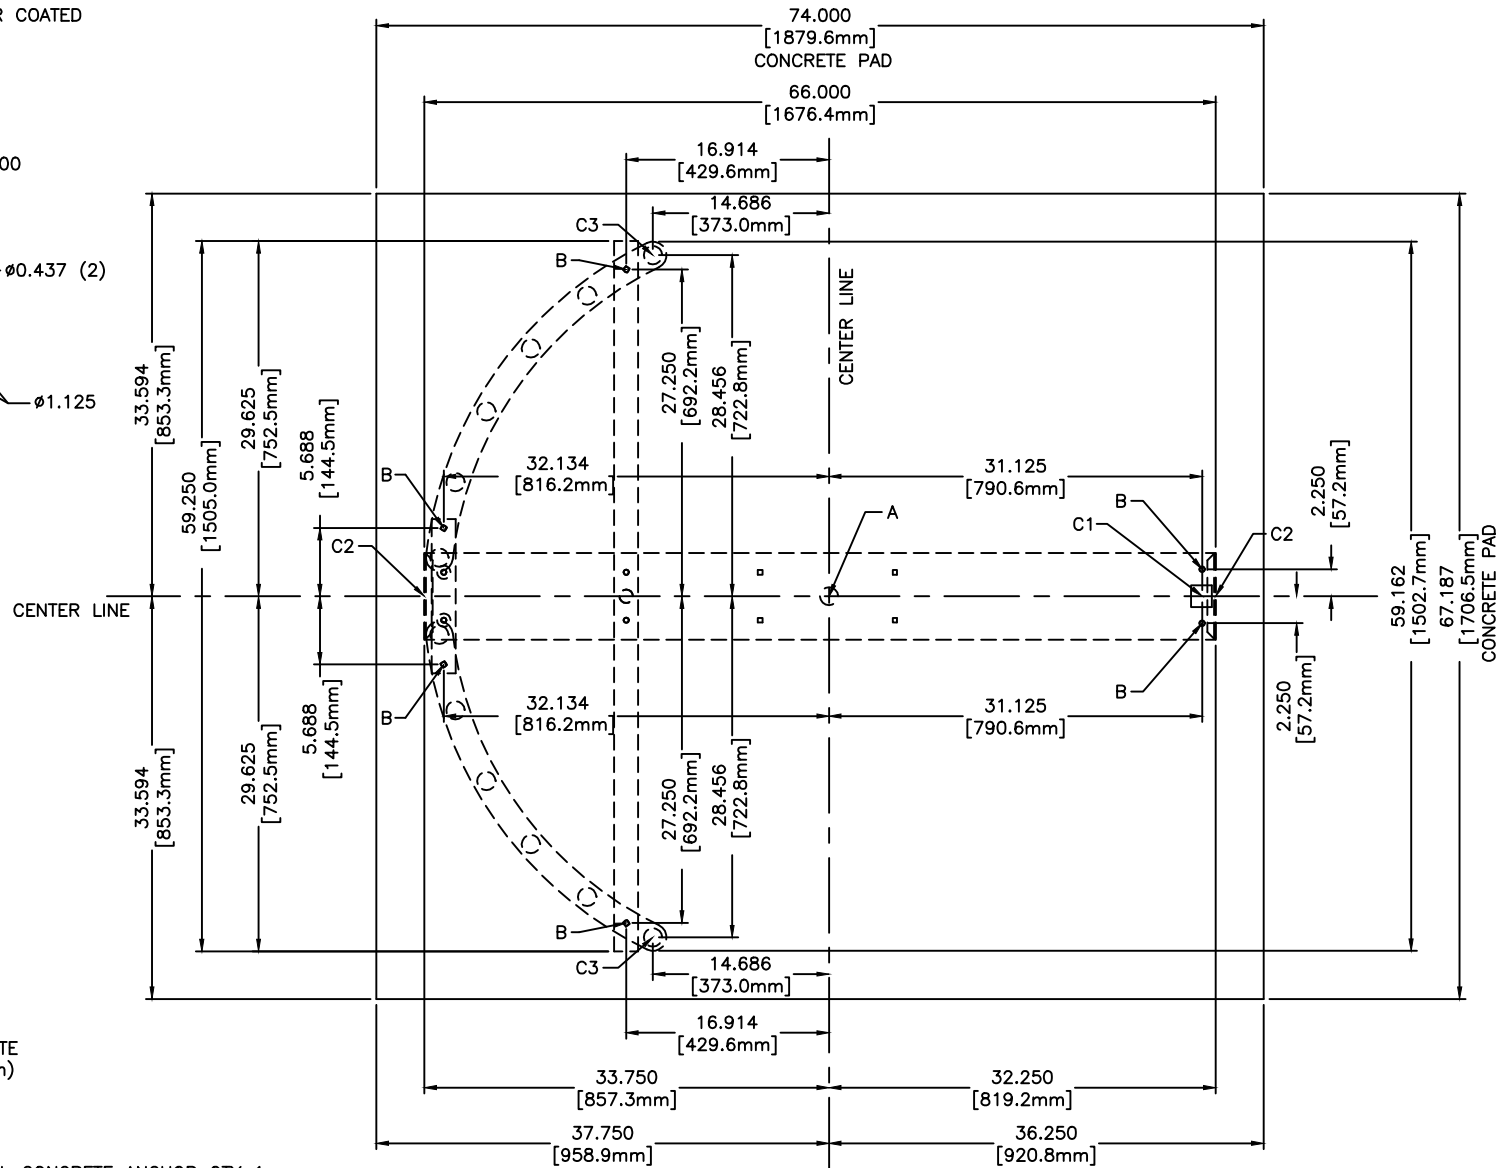 R COATED
74.000
[1879.6mm]
CONCRETE PAD
66.000
[1676.4mm]
16.914
[429.6mm]
00
14.686
[373.0mm]
C3
B
ø0.437 (2)
CENTER LINE
33.594
[853.3mm]
29.625
[752.5mm]
27.250
[692.2mm]
28.456
[722.8mm]
ø1.125
5.688
[144.5mm]
59.250
[1505.0mm]
B
32.134
[816.2mm]
31.125
[790.6mm]
2.250
[57.2mm]
B
A
C1
C2
C2
CENTER LINE
59.162
[1502.7mm]
67.187
[1706.5mm]
CONCRETE PAD
B
B
32.134
[816.2mm]
31.125
[790.6mm]
2.250
[57.2mm]
5.688
[144.5mm]
33.594
[853.3mm]
29.625
[752.5mm]
27.250
[692.2mm]
28.456
[722.8mm]
B
C3
14.686
[373.0mm]
16.914
[429.6mm]
TE
m)
33.750
[857.3mm]
32.250
[819.2mm]
37.750
[958.9mm]
36.250
[920.8mm]
CONCRETE ANCHOR QTY